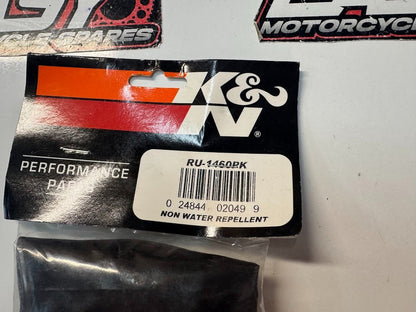 CYCLE SPARES
MOTORCYCL
K&N®
PERFORMANCE
PARTS
RU-1460PK
0 24844 02049 9
NON WATER REPELLENT